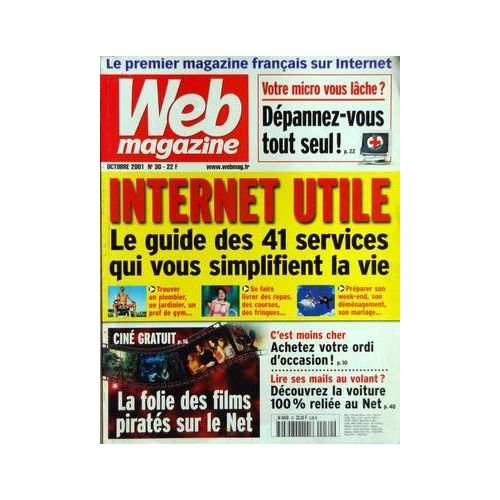 Le premier magazine français sur Internet
Web
magazine
OCTOBRE 2001 N° 30 - 22 F
www.webmag.fr
Votre micro vous lâche ?
Dépannez-vous
tout seul ! p. 22
INTERNET UTILE
Le guide des 41 services
qui vous simplifient la vie
Trouver
un plombier,
un jardinier, un
prof de gym...
Se faire
livrer des repas,
des courses,
des fringues...
Préparer son
week-end, son
déménagement,
son mariage...
CINÉ GRATUIT p. 16
La folie des films
piratés sur le Net
C'est moins cher
Achetez votre ordi
d'occasion ! p. 10
Lire ses mails au volant ?
Découvrez la voiture
100 % reliée au Net p. 40